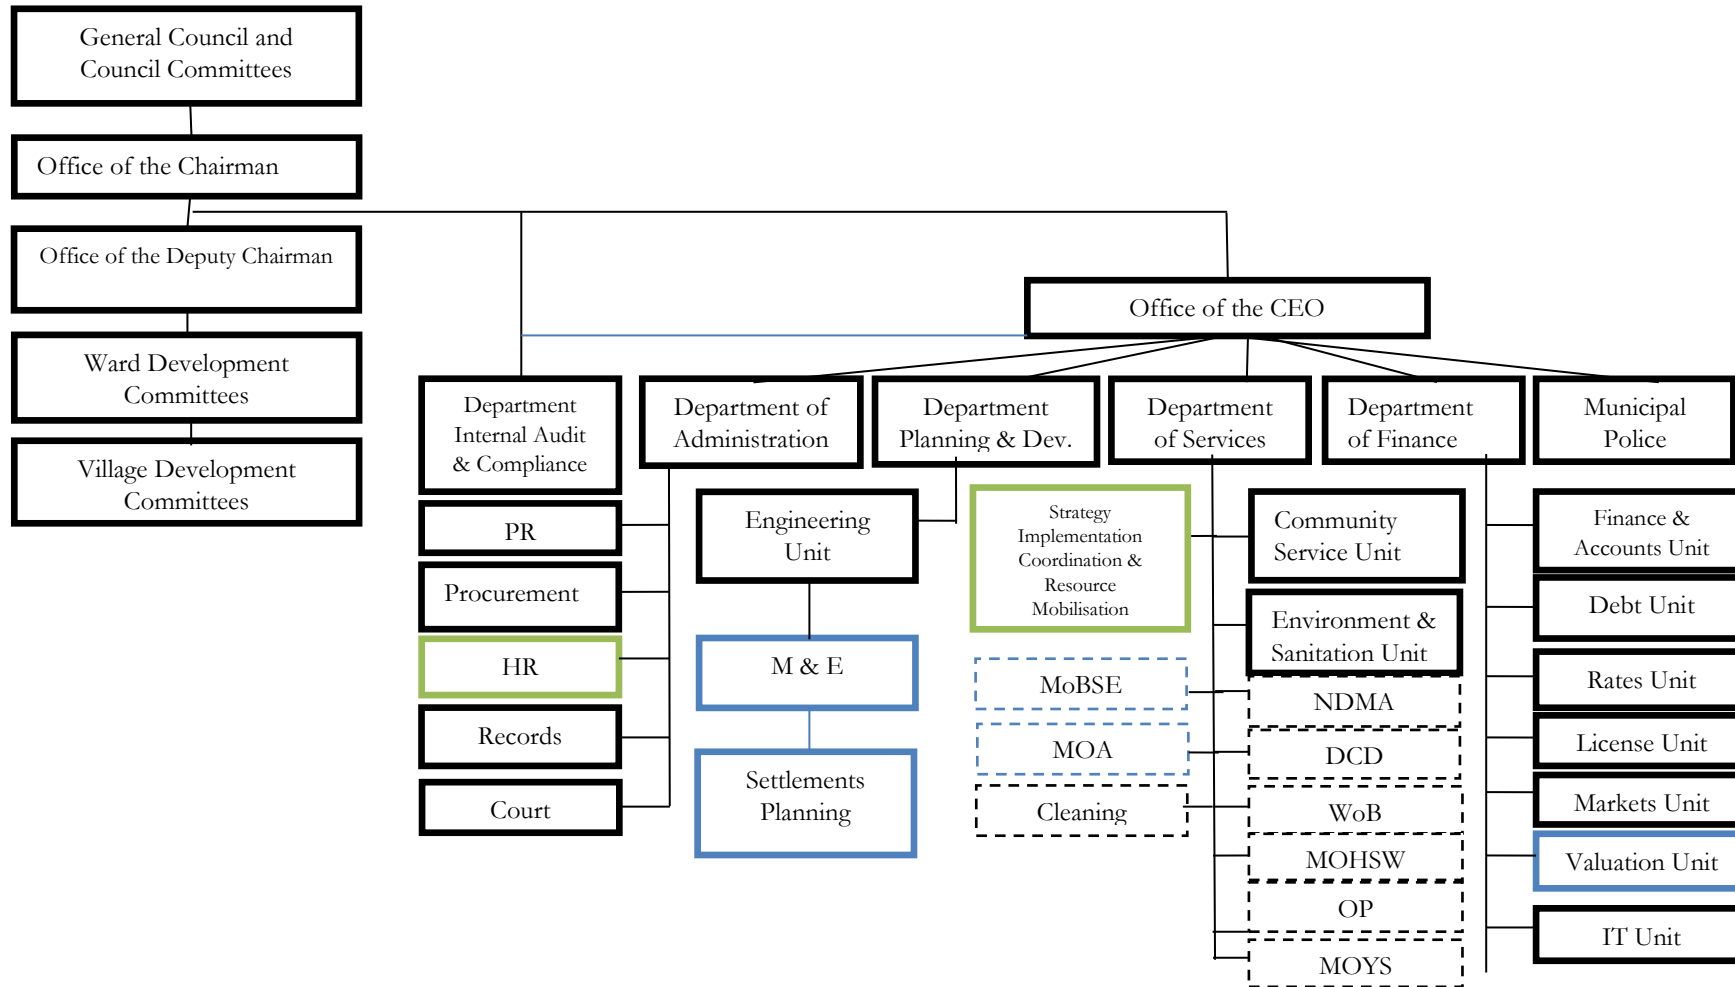 General Council and
Council Committees
Office of the Chairman
Office of the Deputy Chairman
Ward Development
Committees
Village Development
Committees
Office of the CEO
Department
Internal Audit
& Compliance
Department of
Administration
Department
Planning & Dev.
Department
of Services
Department
of Finance
Municipal
Police
PR
Procurement
HR
Records
Court
Engineering
Unit
M & E
Settlements
Planning
Strategy
Implementation
Coordination &
Resource
Mobilisation
MoBSE
MOA
Cleaning
Community
Service Unit
Environment &
Sanitation Unit
NDMA
DCD
WoB
MOHSW
OP
MOYS
Finance &
Accounts Unit
Debt Unit
Rates Unit
License Unit
Markets Unit
Valuation Unit
IT Unit